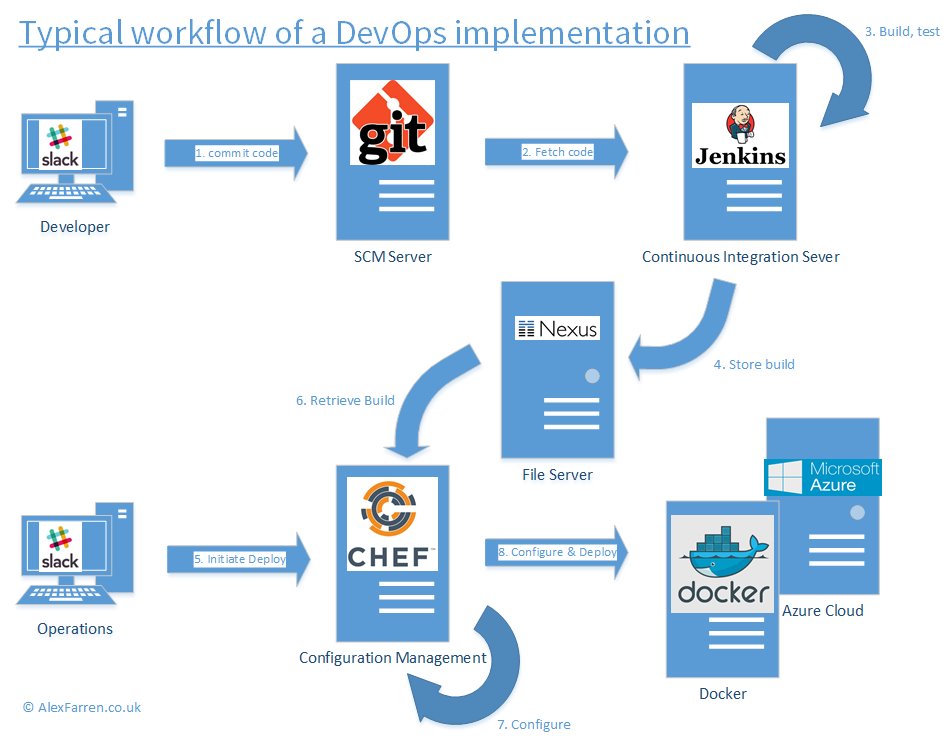 Typical workflow of a DevOps implementation
3. Build, test
slack
1. commit code
git
2. Fetch code
Jenkins
Developer
SCM Server
Continuous Integration Sever
Nexus
4. Store build
6. Retrieve Build
File Server
Microsoft
Azure
slack
5. Initiate Deploy
CHEF™
8. Configure & Deploy
docker
Operations
Azure Cloud
Configuration Management
Docker
© AlexFarren.co.uk
7. Configure